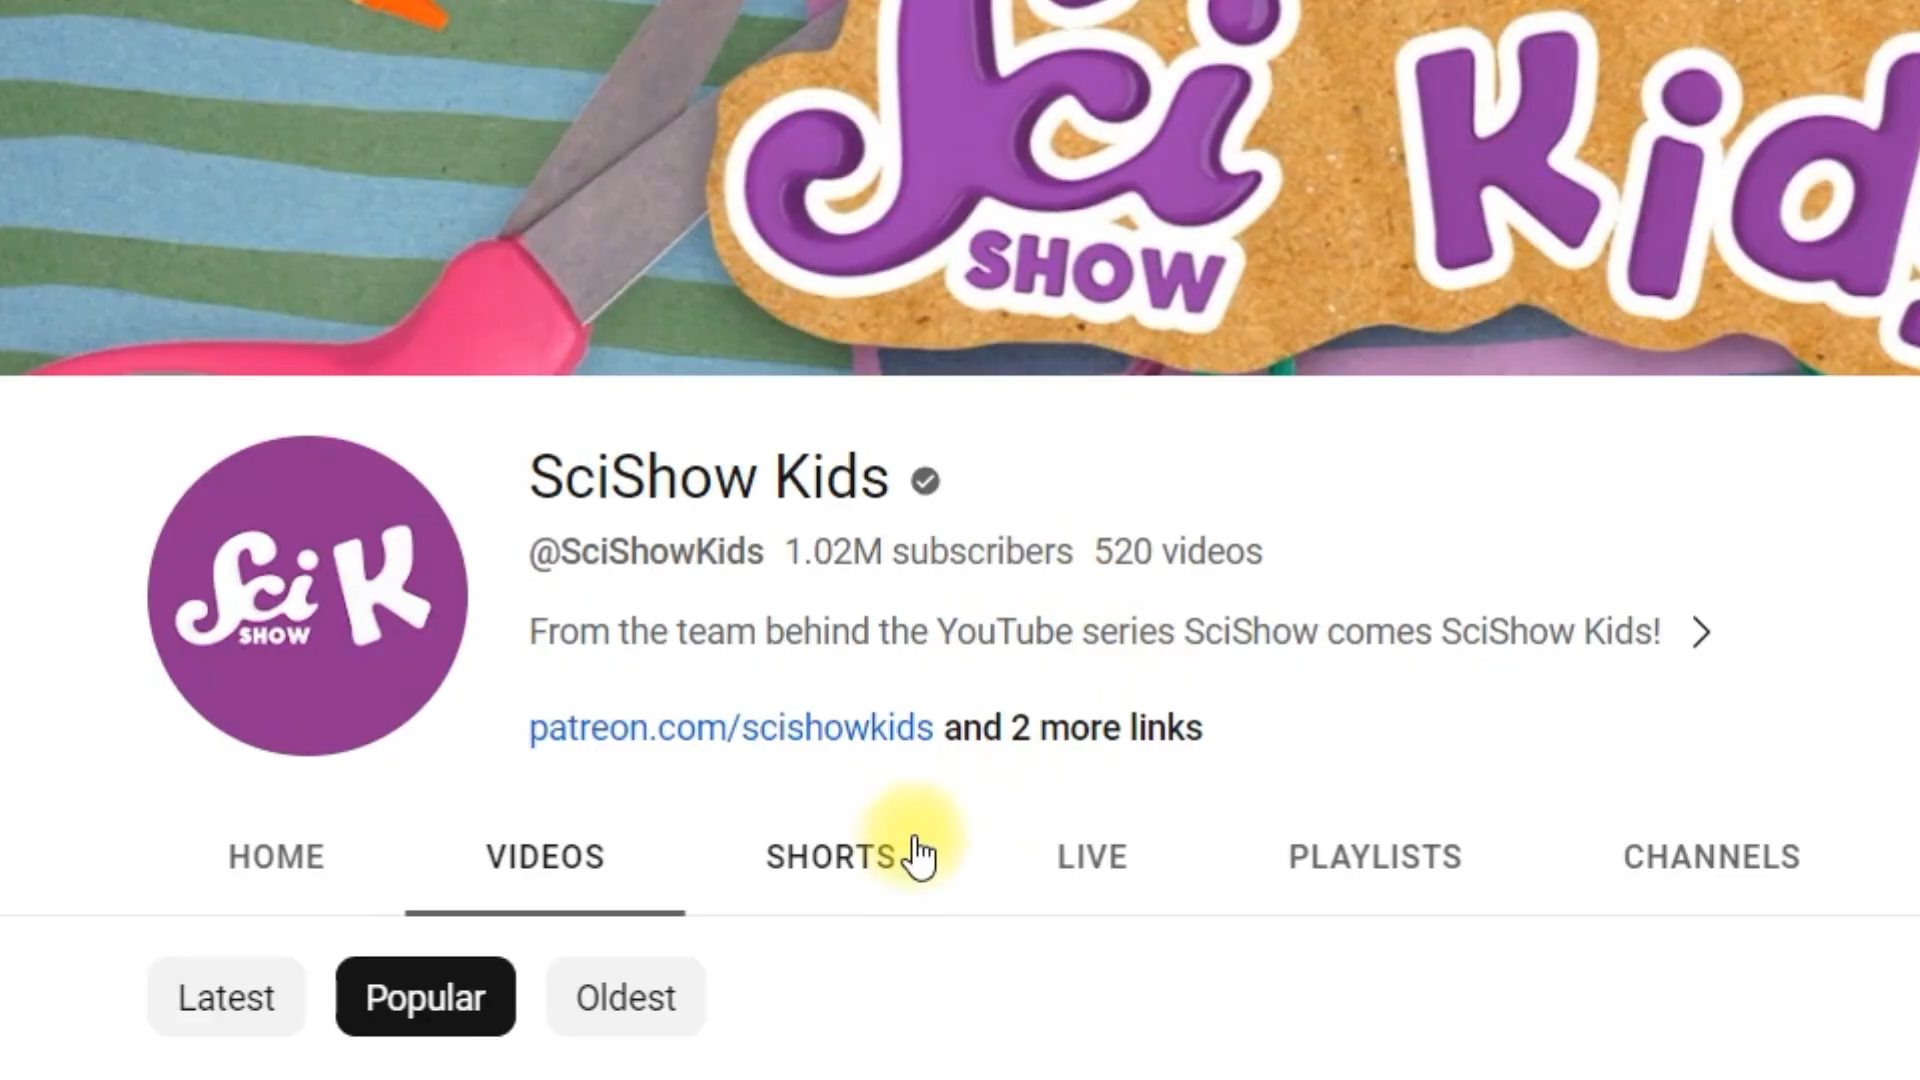 Sci Kids
SHOW
SciShow Kids
@SciShowKids 1.02M subscribers 520 videos
Sci K
SHOW
From the team behind the YouTube series SciShow comes SciShow Kids!
patreon.com/scishowkids and 2 more links
HOME VIDEOS SHORTS LIVE PLAYLISTS CHANNELS
Latest Popular Oldest